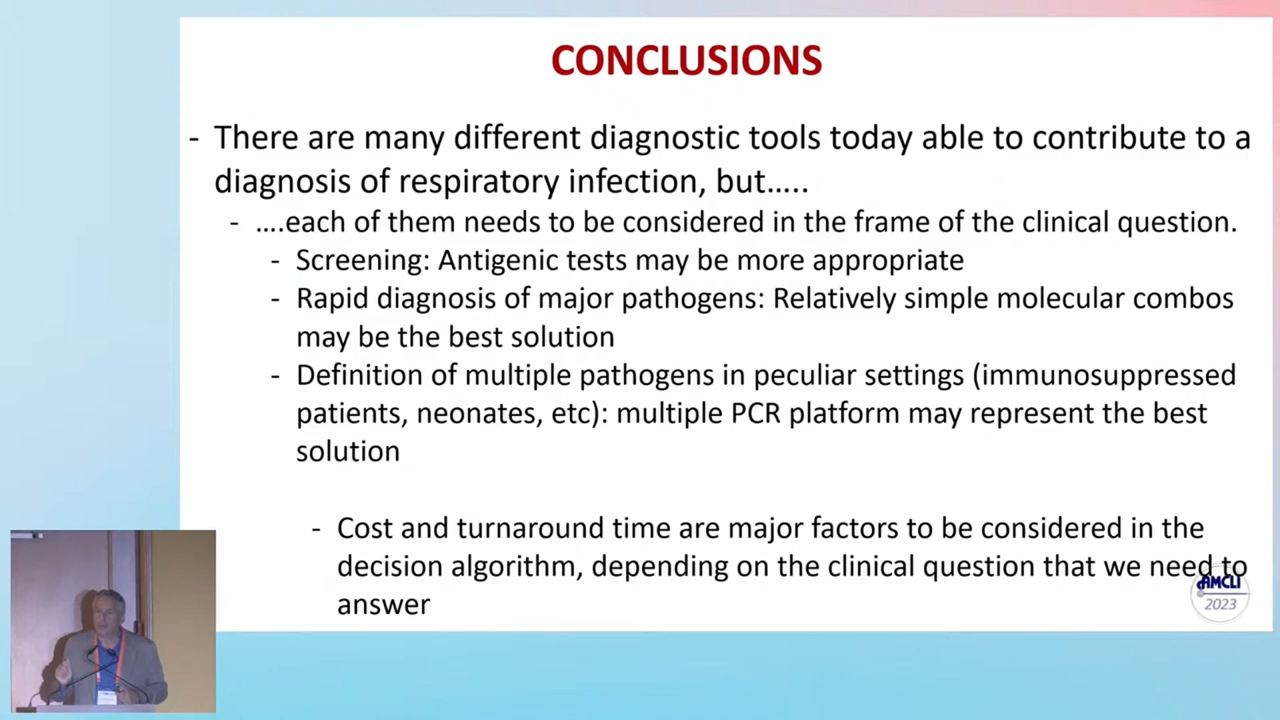 CONCLUSIONS
- There are many different diagnostic tools today able to contribute to a
diagnosis of respiratory infection, but…..
- ….each of them needs to be considered in the frame of the clinical question.
- Screening: Antigenic tests may be more appropriate
- Rapid diagnosis of major pathogens: Relatively simple molecular combos
may be the best solution
- Definition of multiple pathogens in peculiar settings (immunosuppressed
patients, neonates, etc): multiple PCR platform may represent the best
solution
- Cost and turnaround time are major factors to be considered in the
decision algorithm, depending on the clinical question that we need to
answer
AMCLI
2023